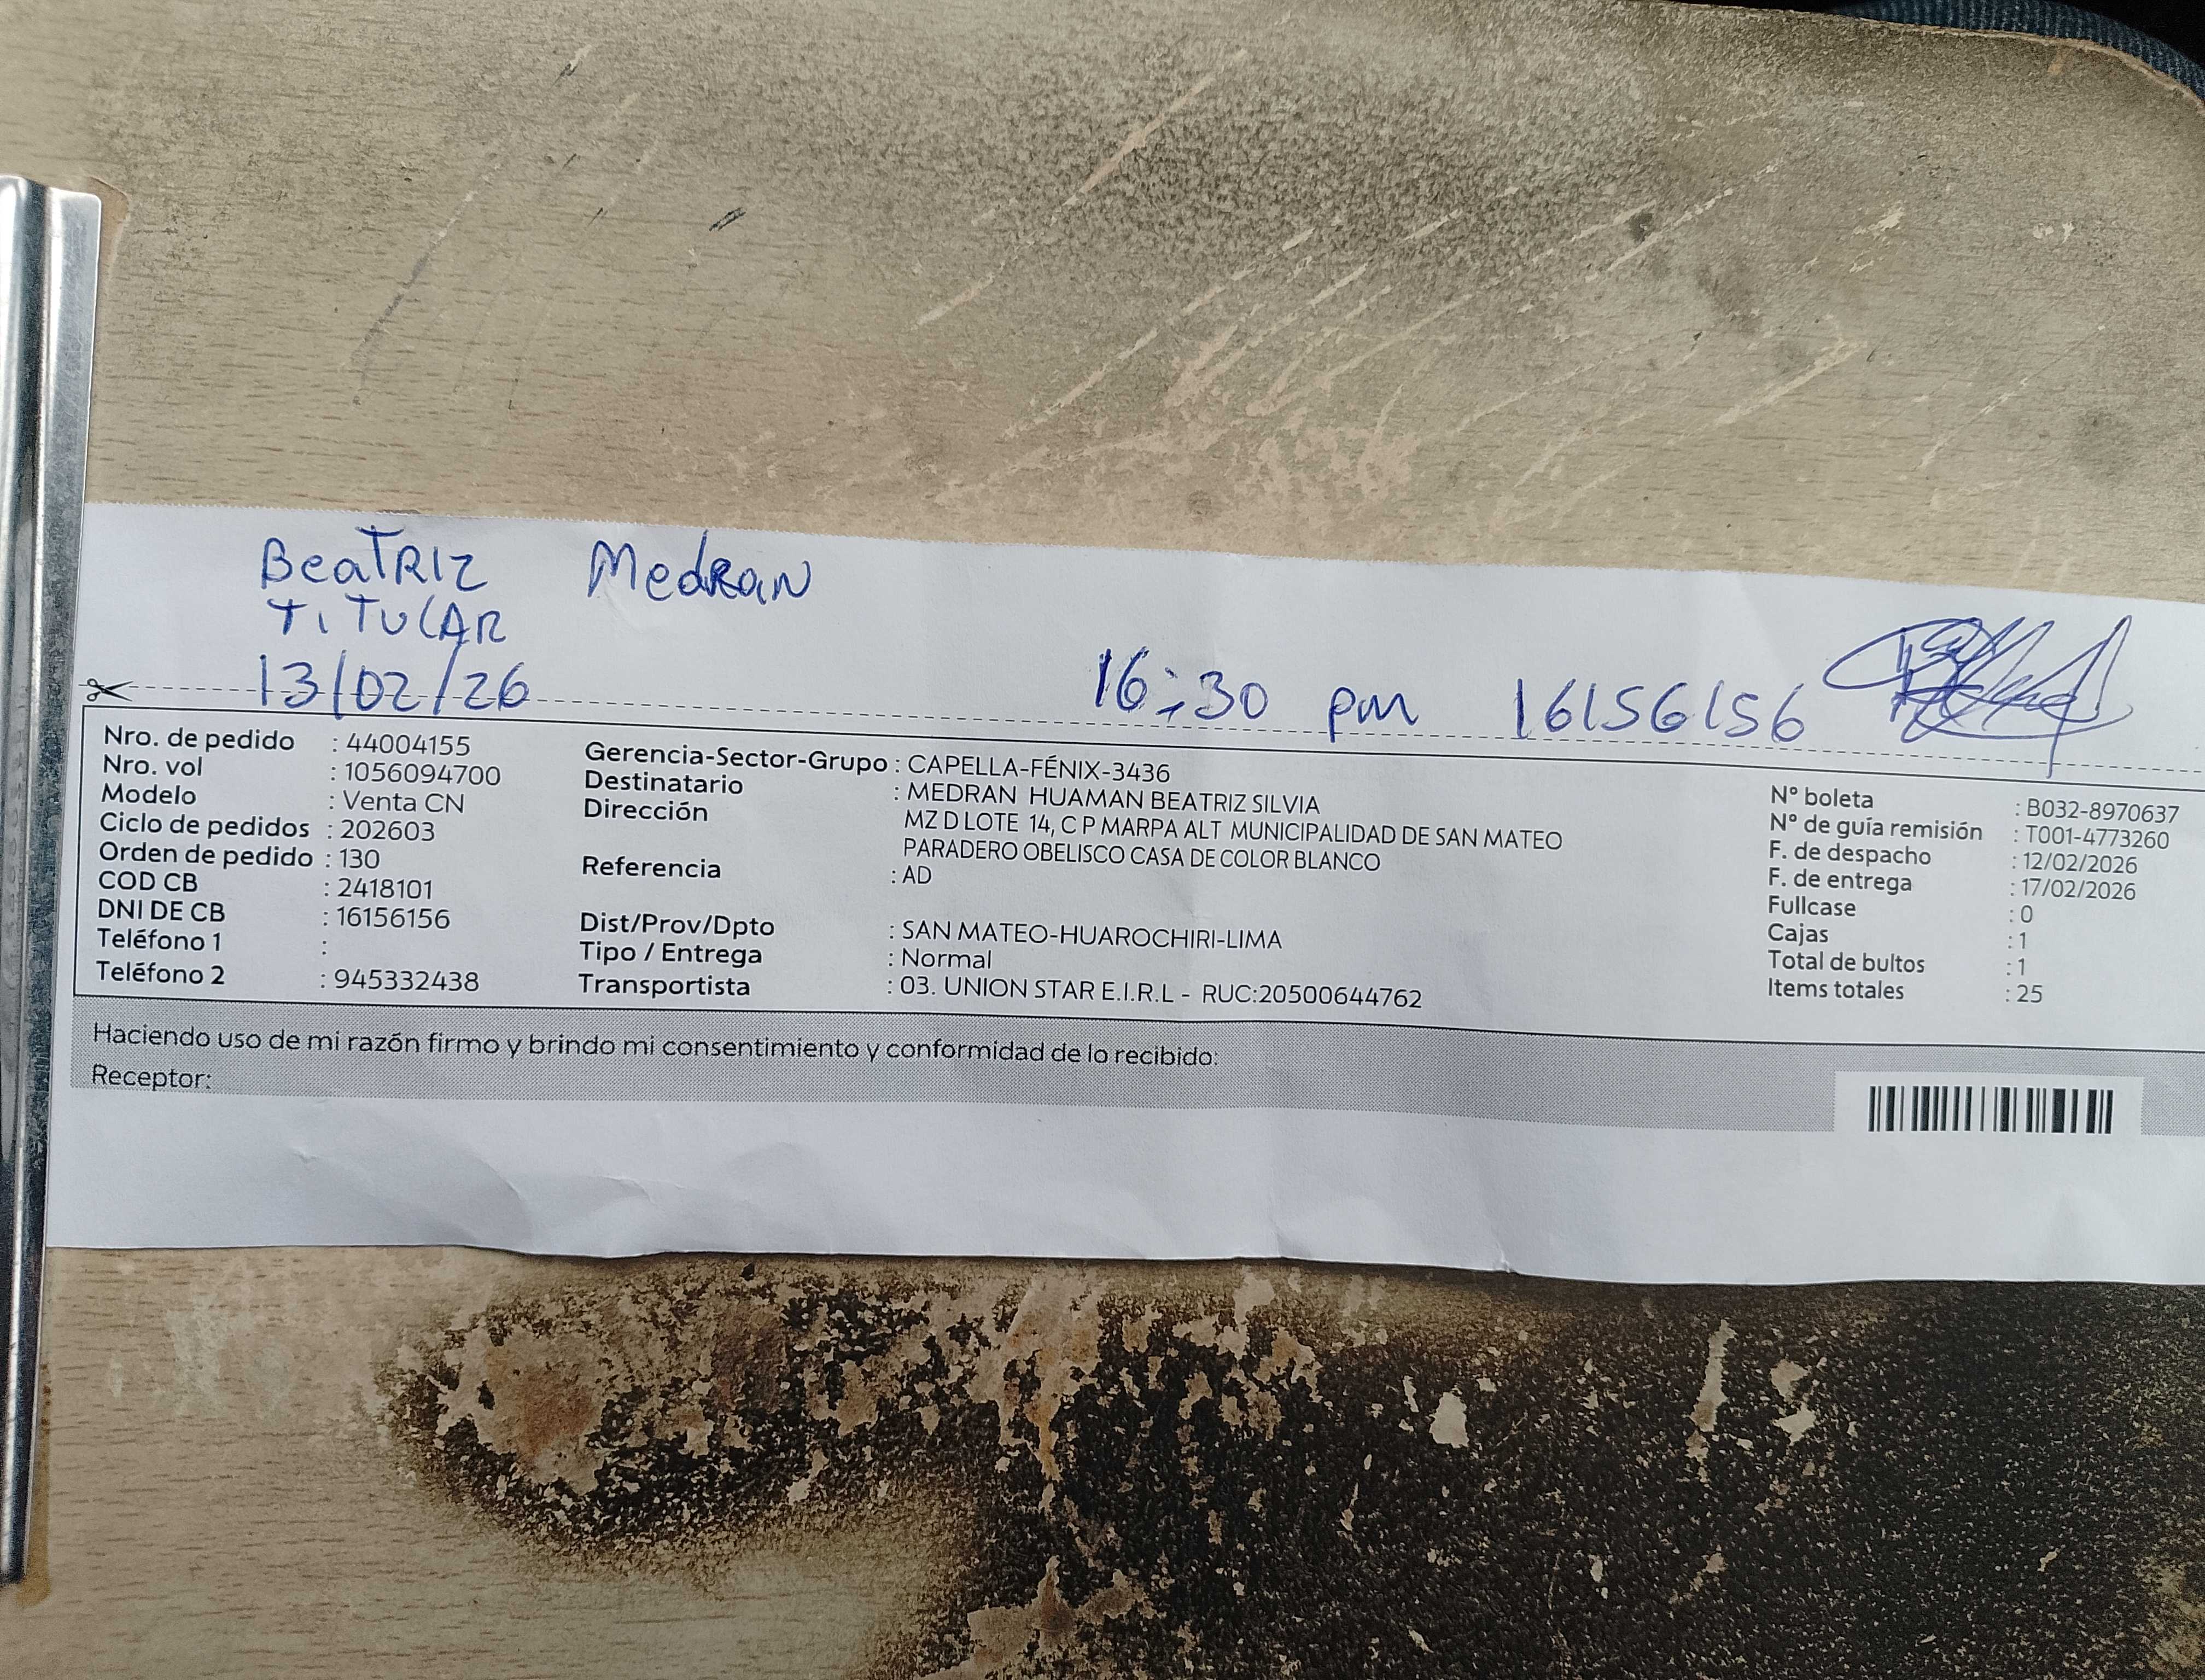 BeaTRIZ Medran
TITULAR
13/02/26 16:30 pm 16156156
Nro. de pedido : 44004155
Nro. vol : 1056094700
Modelo : Venta CN
Ciclo de pedidos : 202603
Orden de pedido : 130
COD CB : 2418101
DNI DE CB : 16156156
Teléfono 1 :
Teléfono 2 : 945332438
Gerencia-Sector-Grupo : CAPELLA-FÉNIX-3436
Destinatario : MEDRAN HUAMAN BEATRIZ SILVIA
Dirección MZ D LOTE 14, C P MARPA ALT MUNICIPALIDAD DE SAN MATEO
PARADERO OBELISCO CASA DE COLOR BLANCO
Referencia : AD
Dist/Prov/Dpto : SAN MATEO-HUAROCHIRI-LIMA
Tipo / Entrega : Normal
Transportista : 03. UNION STAR E.I.R.L - RUC:20500644762
N° boleta : B032-8970637
N° de guía remisión : T001-4773260
F. de despacho : 12/02/2026
F. de entrega : 17/02/2026
Fullcase : 0
Cajas : 1
Total de bultos : 1
Items totales : 25
Haciendo uso de mi razón firmo y brindo mi consentimiento y conformidad de lo recibido:
Receptor: